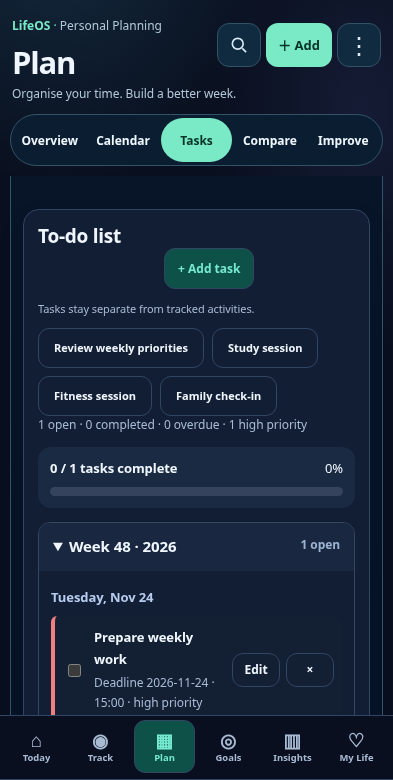 LifeOS · Personal Planning
Plan
+ Add
Organise your time. Build a better week.
Overview Calendar Tasks Compare Improve
To-do list
+ Add task
Tasks stay separate from tracked activities.
Review weekly priorities Study session
Fitness session Family check-in
1 open · 0 completed · 0 overdue · 1 high priority
0 / 1 tasks complete 0%
Week 48 · 2026 1 open
Tuesday, Nov 24
Prepare weekly
work
Edit ×
Deadline 2026-11-24 ·
15:00 · high priority
Today Track Plan Goals Insights My Life